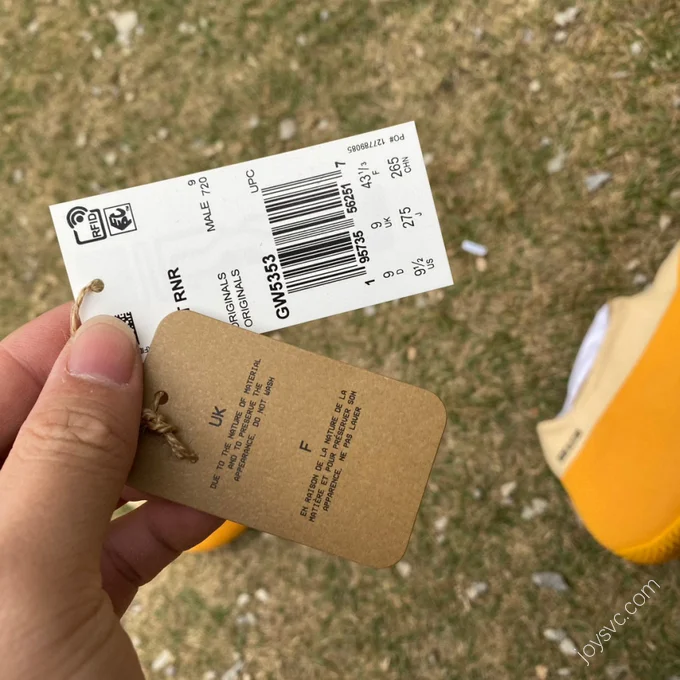 PO# 127789085
RFID
9
MALE 720
UPC
RNR
ORIGINALS
ORIGINALS
GW5353
1 95735 56251 7
43⅓
F
265
CHN
9
UK
275
J
9
D
9½
US
UK
DUE TO THE NATURE OF MATERIAL
AND TO PRESERVE THE
APPEARANCE, DO NOT WASH
F
EN RAISON DE LA NATURE DE LA
MATIÈRE ET POUR PRÉSERVER SON
APPARENCE, NE PAS LAVER
Joysvc.com